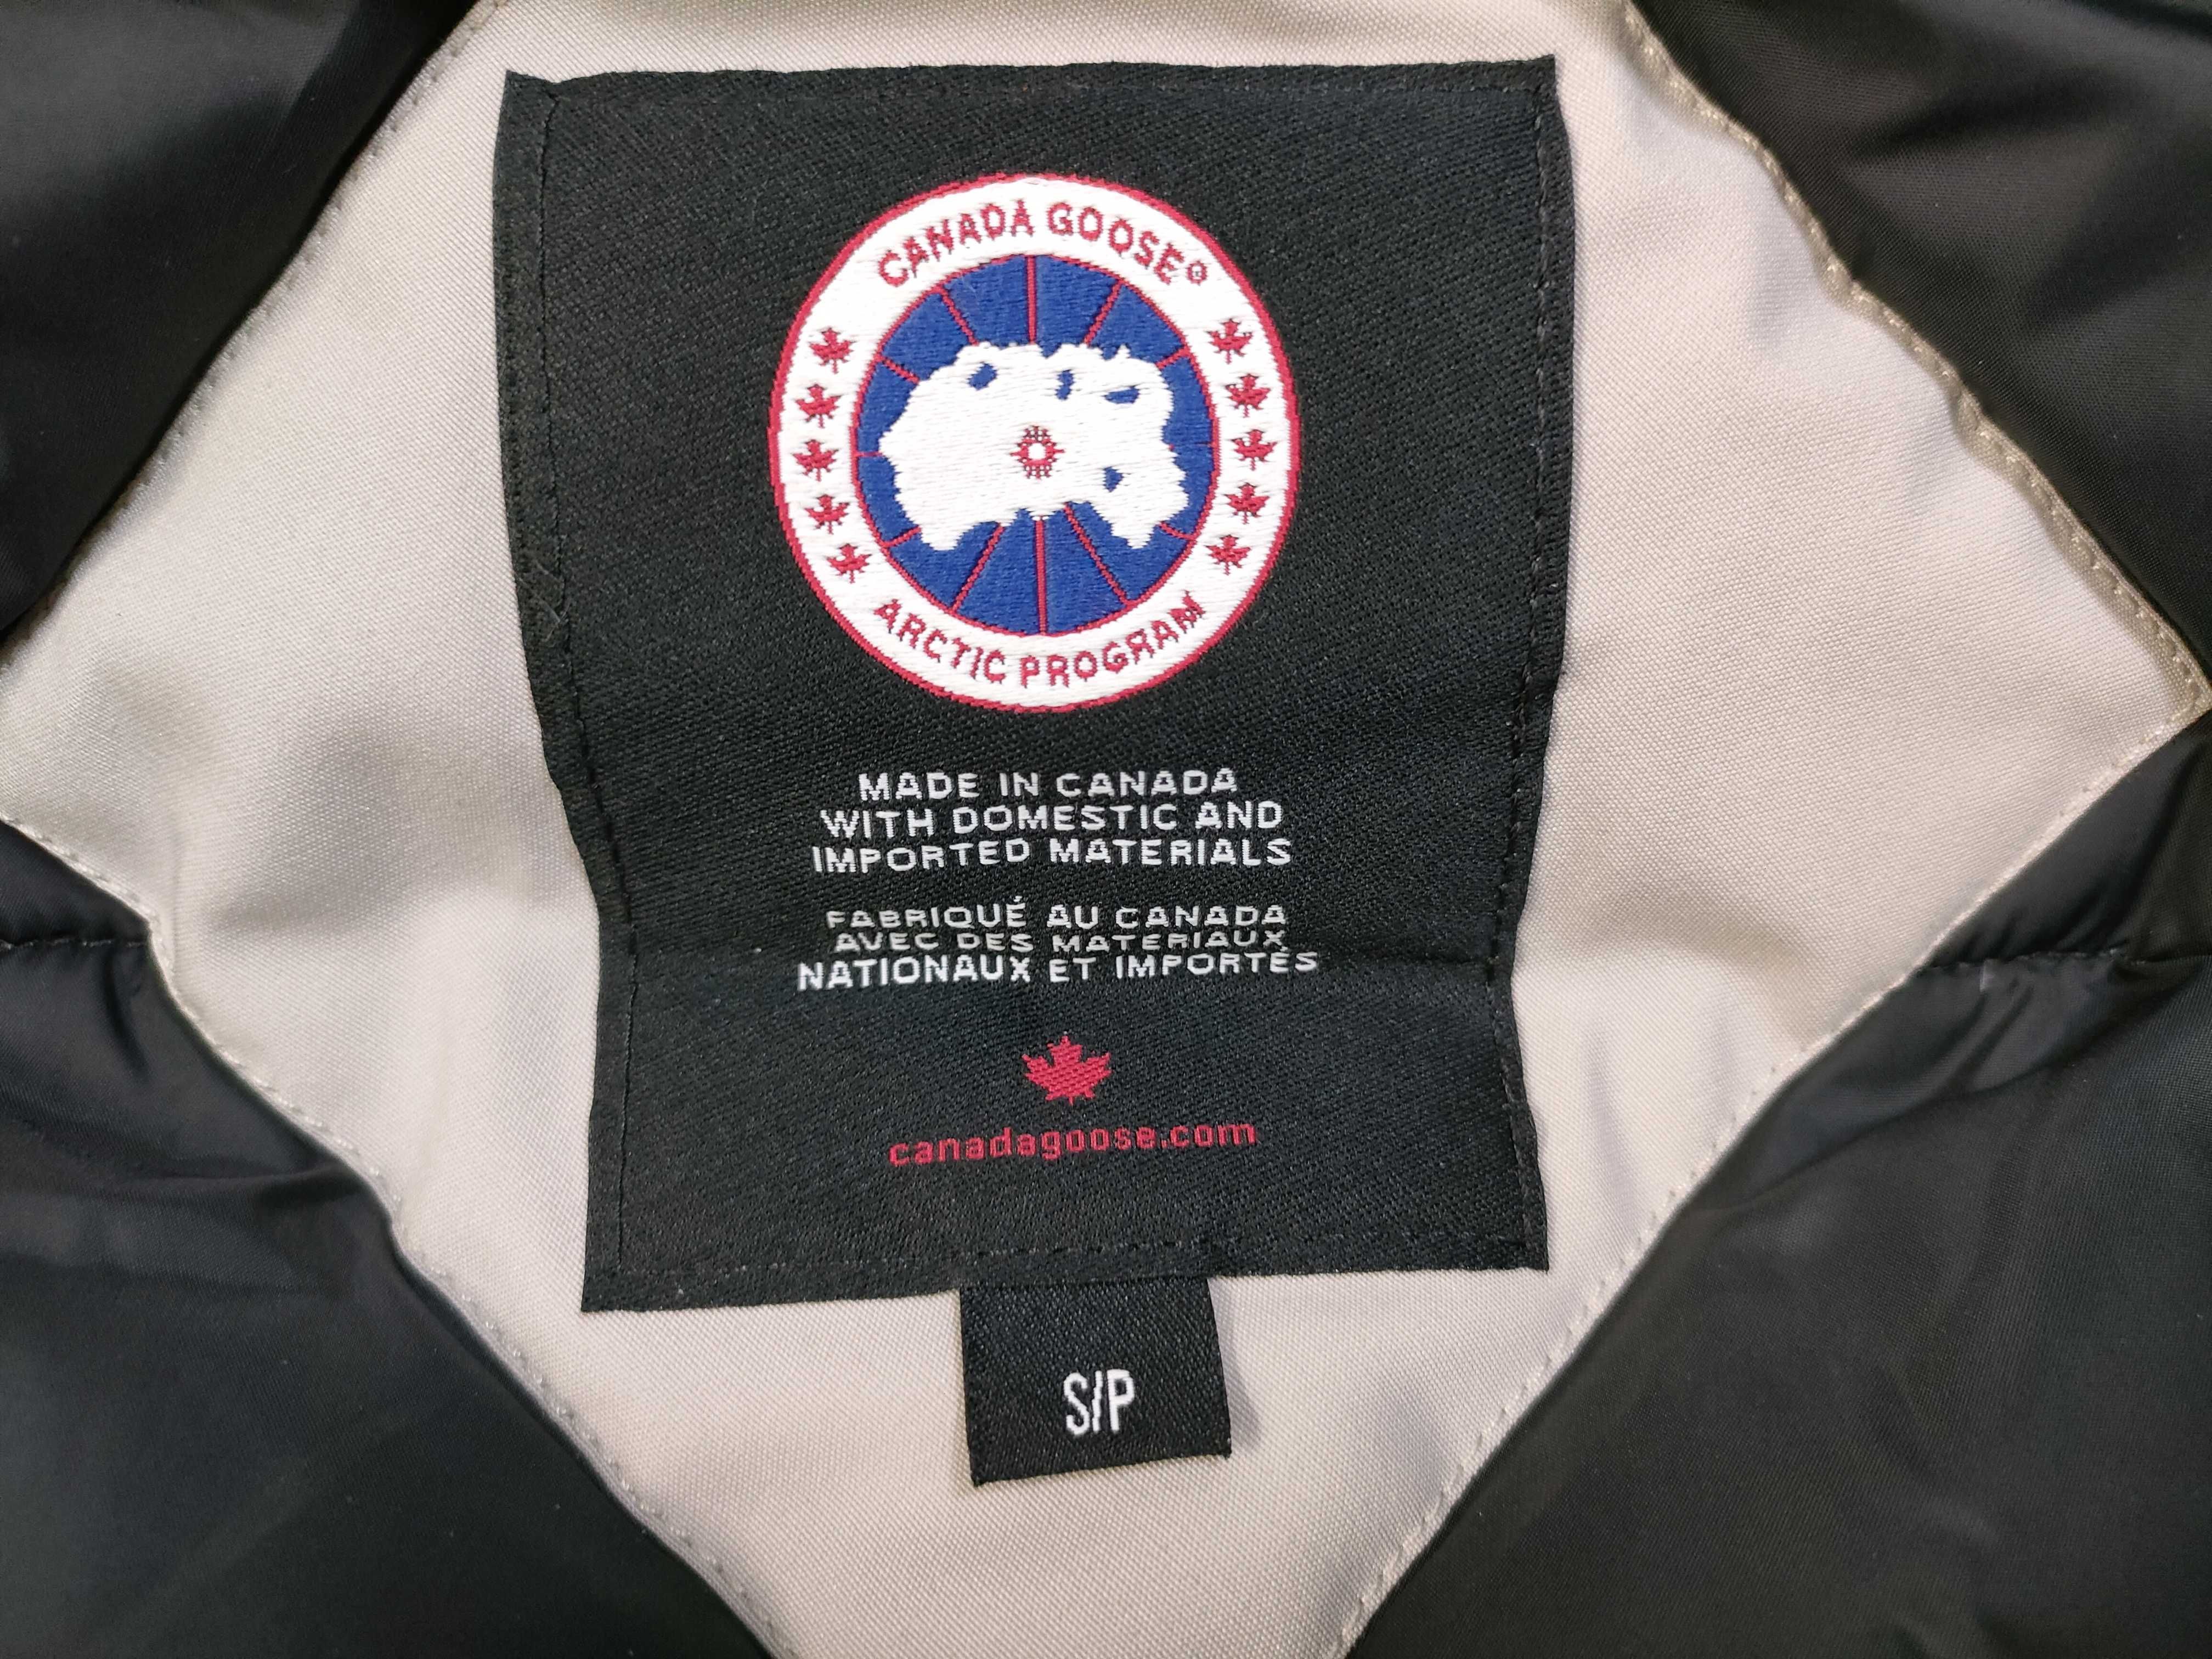 CANADA GOOSE®
ARCTIC PROGRAM
MADE IN CANADA
WITH DOMESTIC AND
IMPORTED MATERIALS
FABRIQUÉ AU CANADA
AVEC DES MATERIAUX
NATIONAUX ET IMPORTÉS
canadagoose.com
S/P